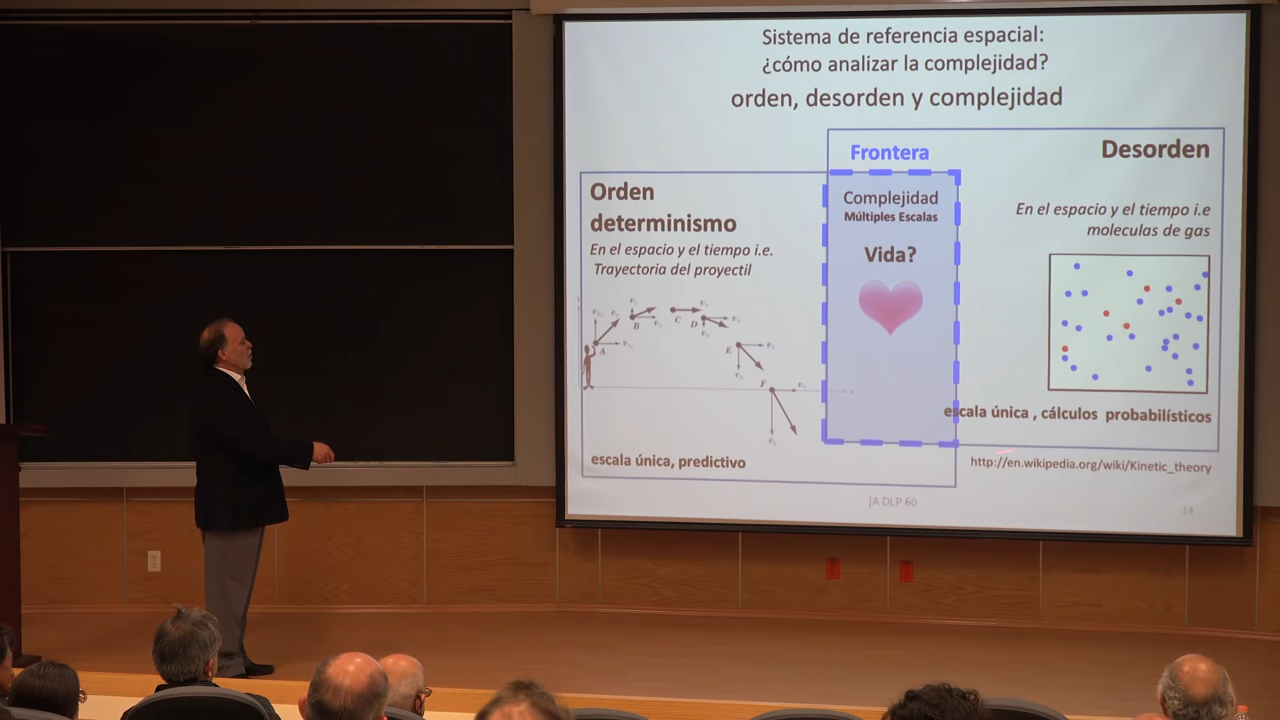 Sistema de referencia espacial:
¿cómo analizar la complejidad?
orden, desorden y complejidad
Orden
determinismo
En el espacio y el tiempo i.e.
Trayectoria del proyectil
A
B
C
D
E
F
escala única, predictivo
Frontera
Complejidad
Múltiples Escalas
Vida?
Desorden
En el espacio y el tiempo i.e
moleculas de gas
escala única , cálculos probabilísticos
http://en.wikipedia.org/wiki/Kinetic_theory
JA DLP 60
14